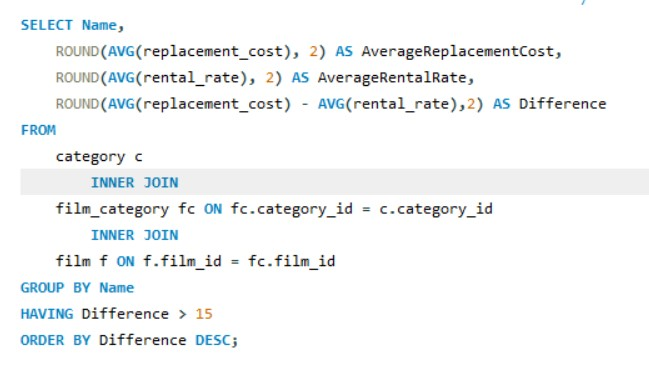 SELECT Name,
    ROUND(AVG(replacement_cost), 2) AS AverageReplacementCost,
    ROUND(AVG(rental_rate), 2) AS AverageRentalRate,
    ROUND(AVG(replacement_cost) - AVG(rental_rate),2) AS Difference
FROM
    category c
        INNER JOIN
    film_category fc ON fc.category_id = c.category_id
        INNER JOIN
    film f ON f.film_id = fc.film_id
GROUP BY Name
HAVING Difference > 15
ORDER BY Difference DESC;